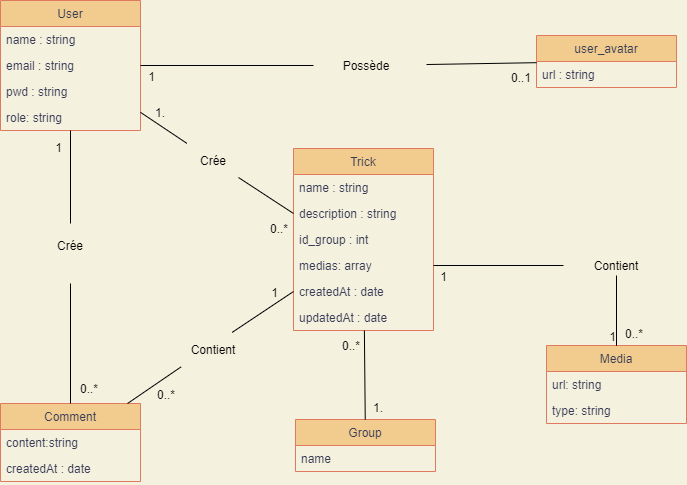 User
name : string
email : string
pwd : string
role: string
1
Possède
0..1
user_avatar
url : string
1.
Crée
0..*
1
Crée
0..*
Trick
name : string
description : string
id_group : int
medias: array
createdAt : date
updatedAt : date
1
Contient
1
0..*
1
Contient
0..*
0..*
1.
Media
url: string
type: string
Comment
content:string
createdAt : date
Group
name